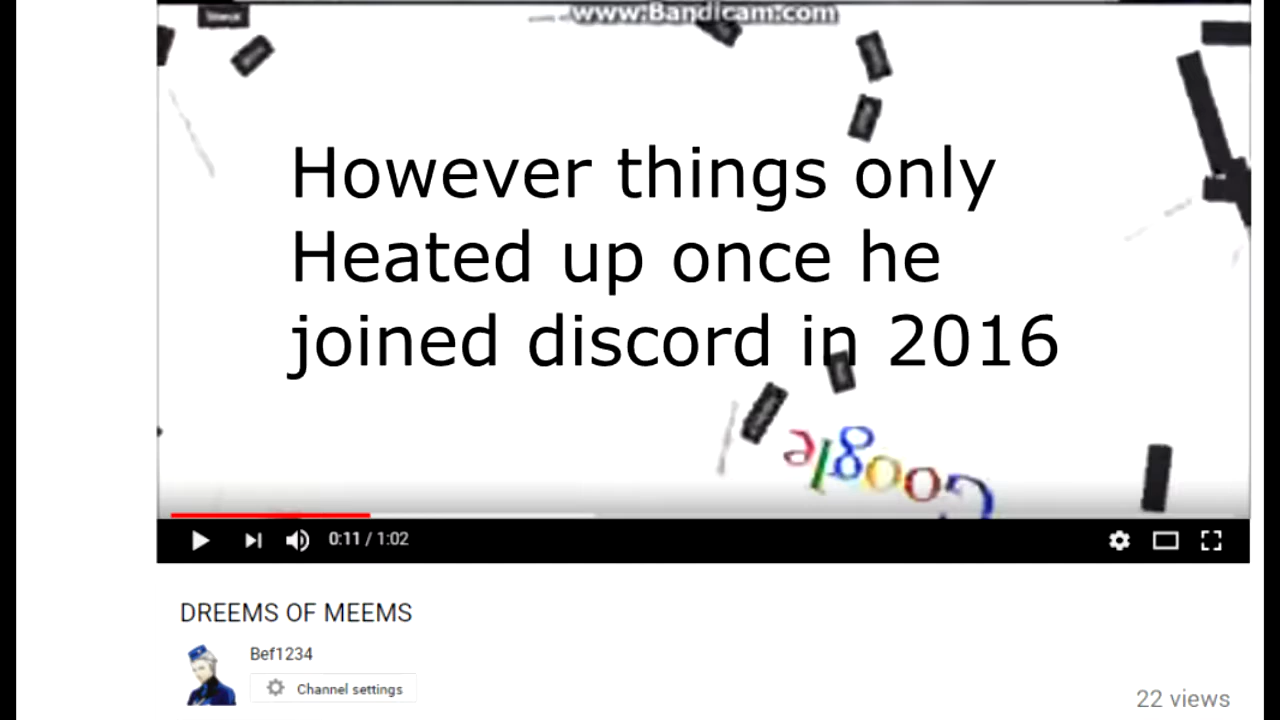 www.Bandicam.com
However things only
Heated up once he
joined discord in 2016
Google
0:11 / 1:02
DREEMS OF MEEMS
Bef1234
Channel settings
22 views